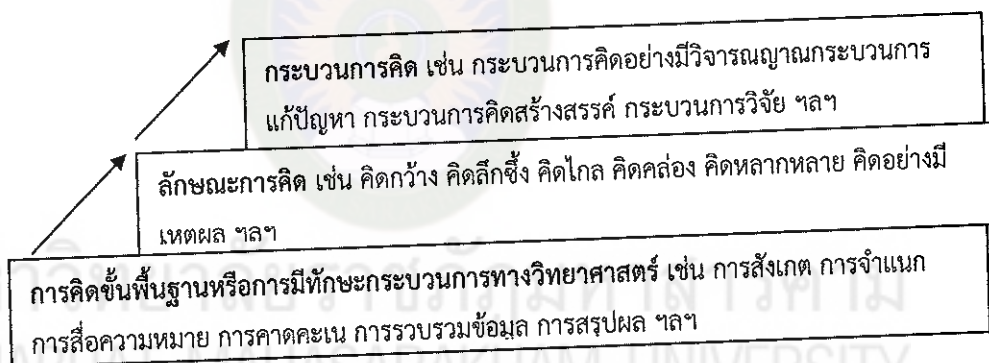 กระบวนการคิด เช่น กระบวนการคิดอย่างมีวิจารณญาณกระบวนการ
แก้ปัญหา กระบวนการคิดสร้างสรรค์ กระบวนการวิจัย ฯลฯ
ลักษณะการคิด เช่น คิดกว้าง คิดลึกซึ้ง คิดไกล คิดคล่อง คิดหลากหลาย คิดอย่างมี
เหตผล ฯลฯ
การคิดขั้นพื้นฐานหรือการมีทักษะกระบวนการทางวิทยาศาสตร์ เช่น การสังเกต การจำแนก
การสื่อความหมาย การคาดคะเน การรวบรวมข้อมูล การสรุปผล ฯลฯ